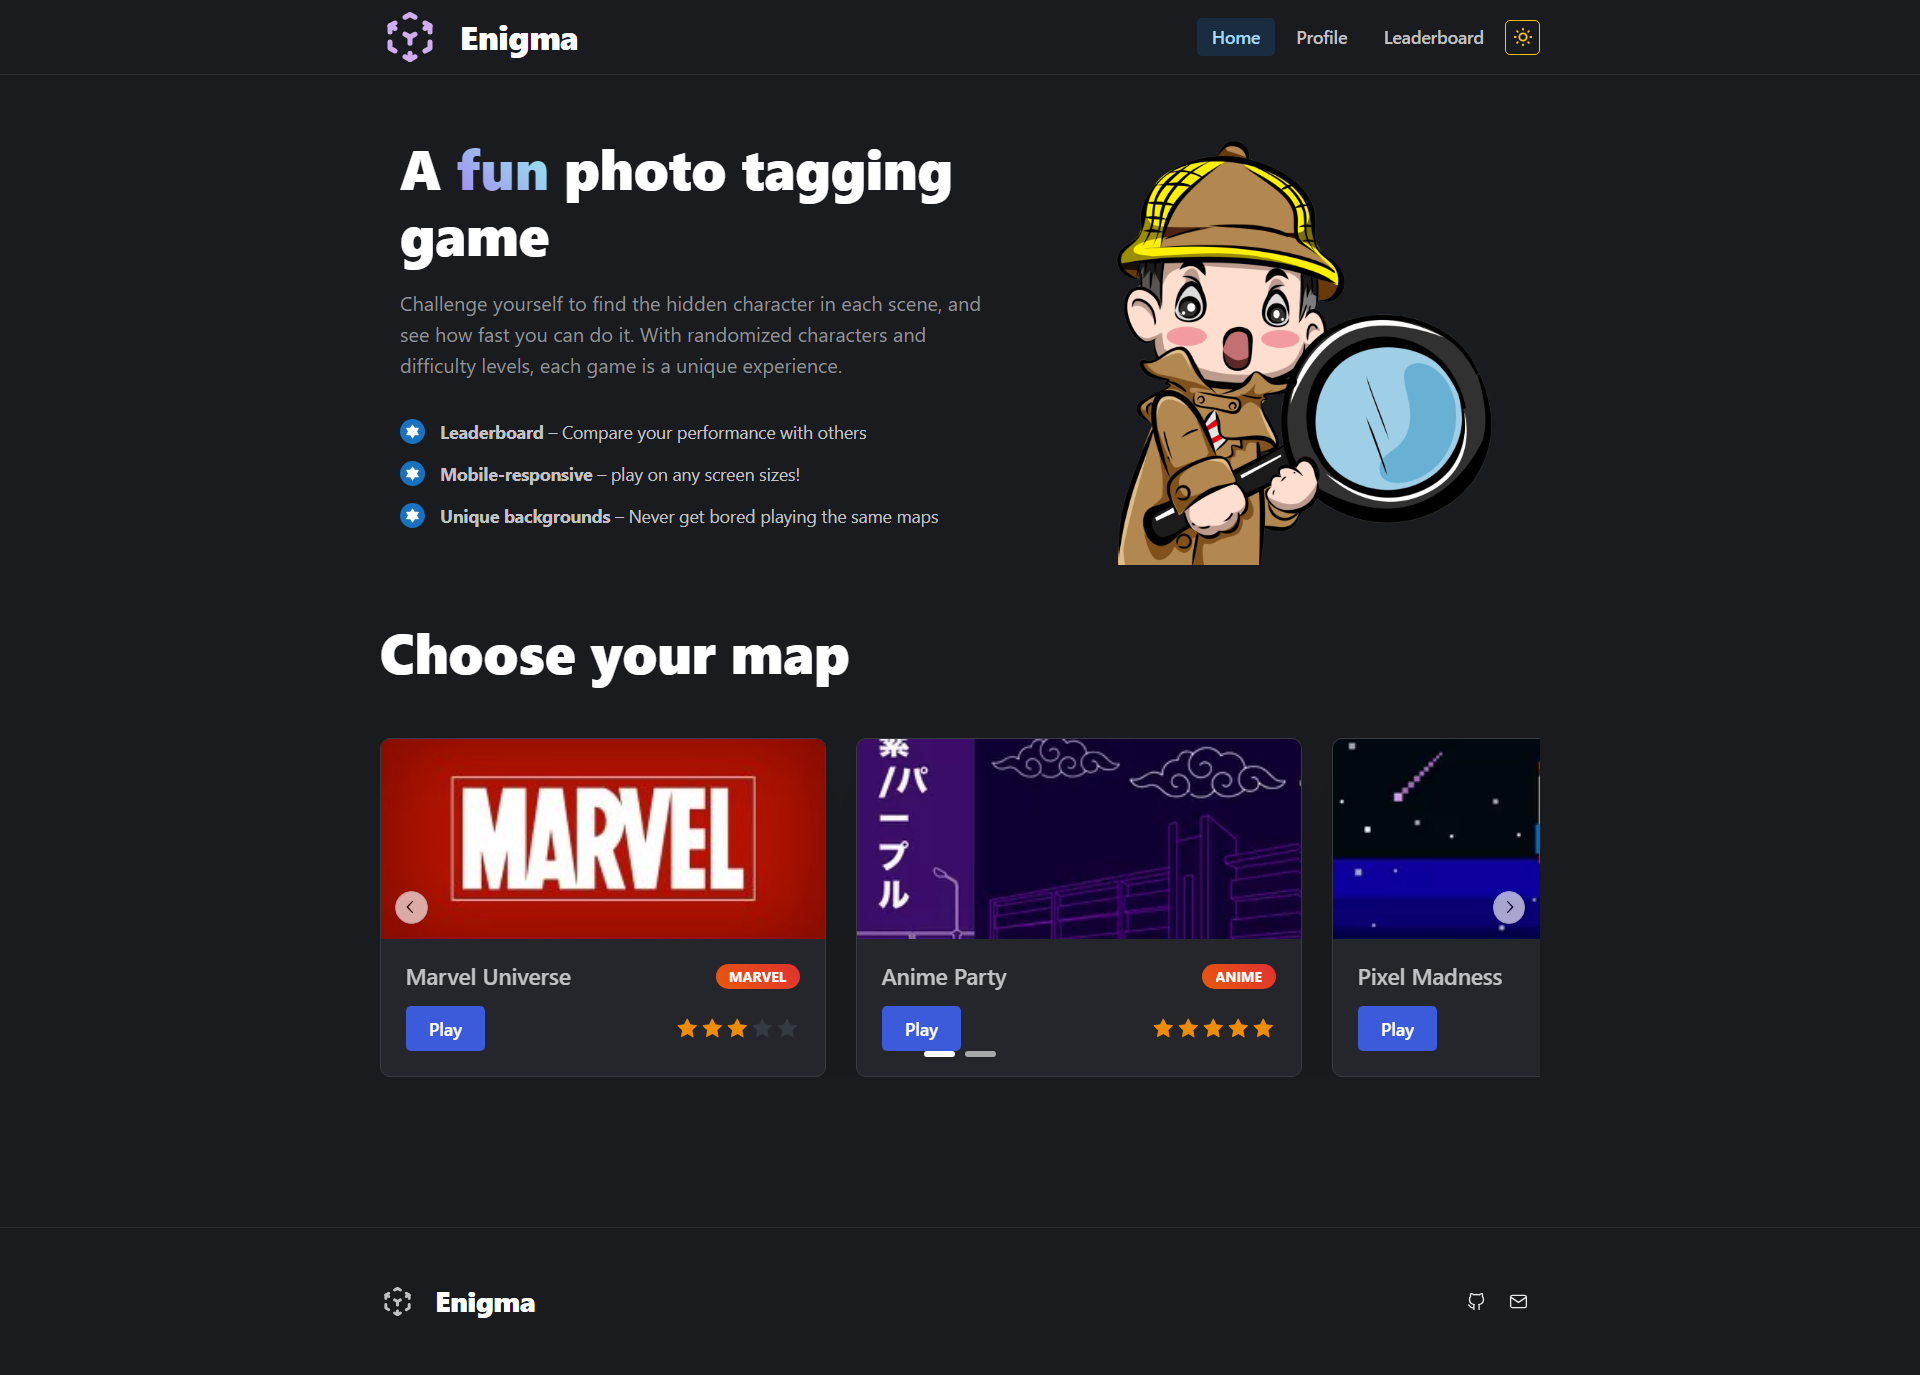 Enigma
Home
Profile
Leaderboard
A fun photo tagging
game
Challenge yourself to find the hidden character in each scene, and
see how fast you can do it. With randomized characters and
difficulty levels, each game is a unique experience.
Leaderboard – Compare your performance with others
Mobile-responsive – play on any screen sizes!
Unique backgrounds – Never get bored playing the same maps
Choose your map
MARVEL
素/パープル
Marvel Universe
MARVEL
Play
Anime Party
ANIME
Play
Pixel Madness
Play
Enigma